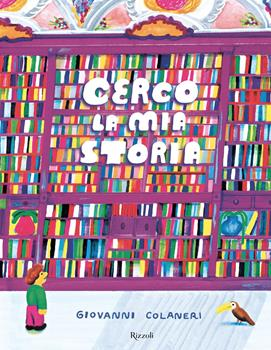 CERCO
LA MIA
STORIA
GIOVANNI COLANERI
Rizzoli